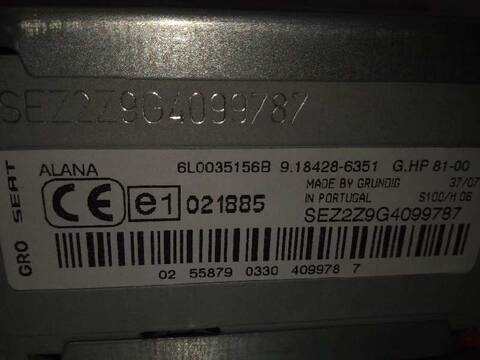 SEZ2Z9G4099787
GRO SEAT
ALANA
6L0035156B 9.18428-6351 G.HP 81-00
CE e1 021885
MADE BY GRUNDIG 37/07
IN PORTUGAL S100/H 06
SEZ2Z9G4099787
02 55879 0330 409978 7